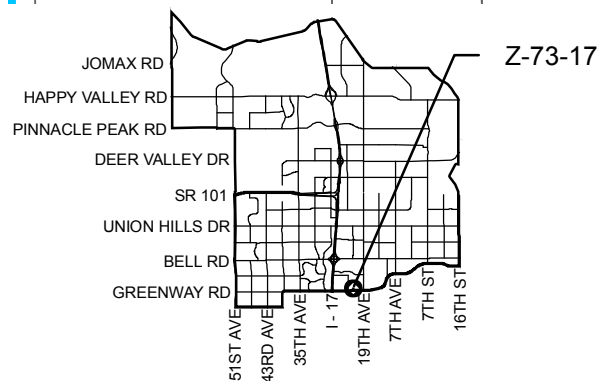 Z-73-17
JOMAX RD
HAPPY VALLEY RD
PINNACLE PEAK RD
DEER VALLEY DR
SR 101
UNION HILLS DR
BELL RD
GREENWAY RD
51ST AVE
43RD AVE
35TH AVE
I - 17
19TH AVE
7TH AVE
7TH ST
16TH ST